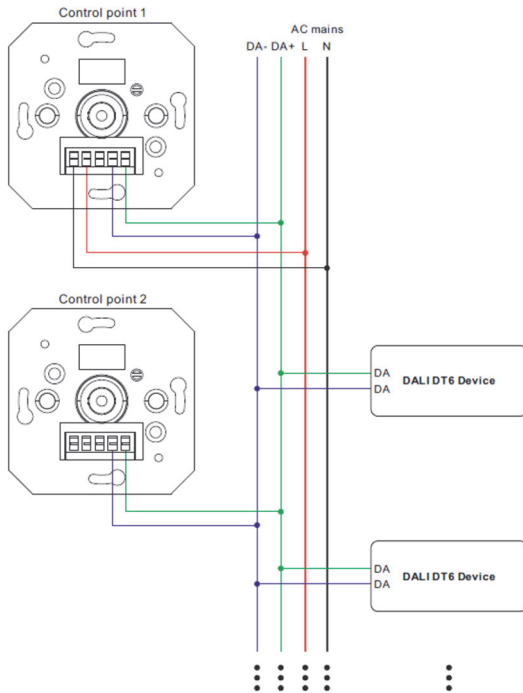 Control point 1
AC mains
DA- DA+ L N
Control point 2
DA
DA
DALI DT6 Device
DA
DA
DALI DT6 Device